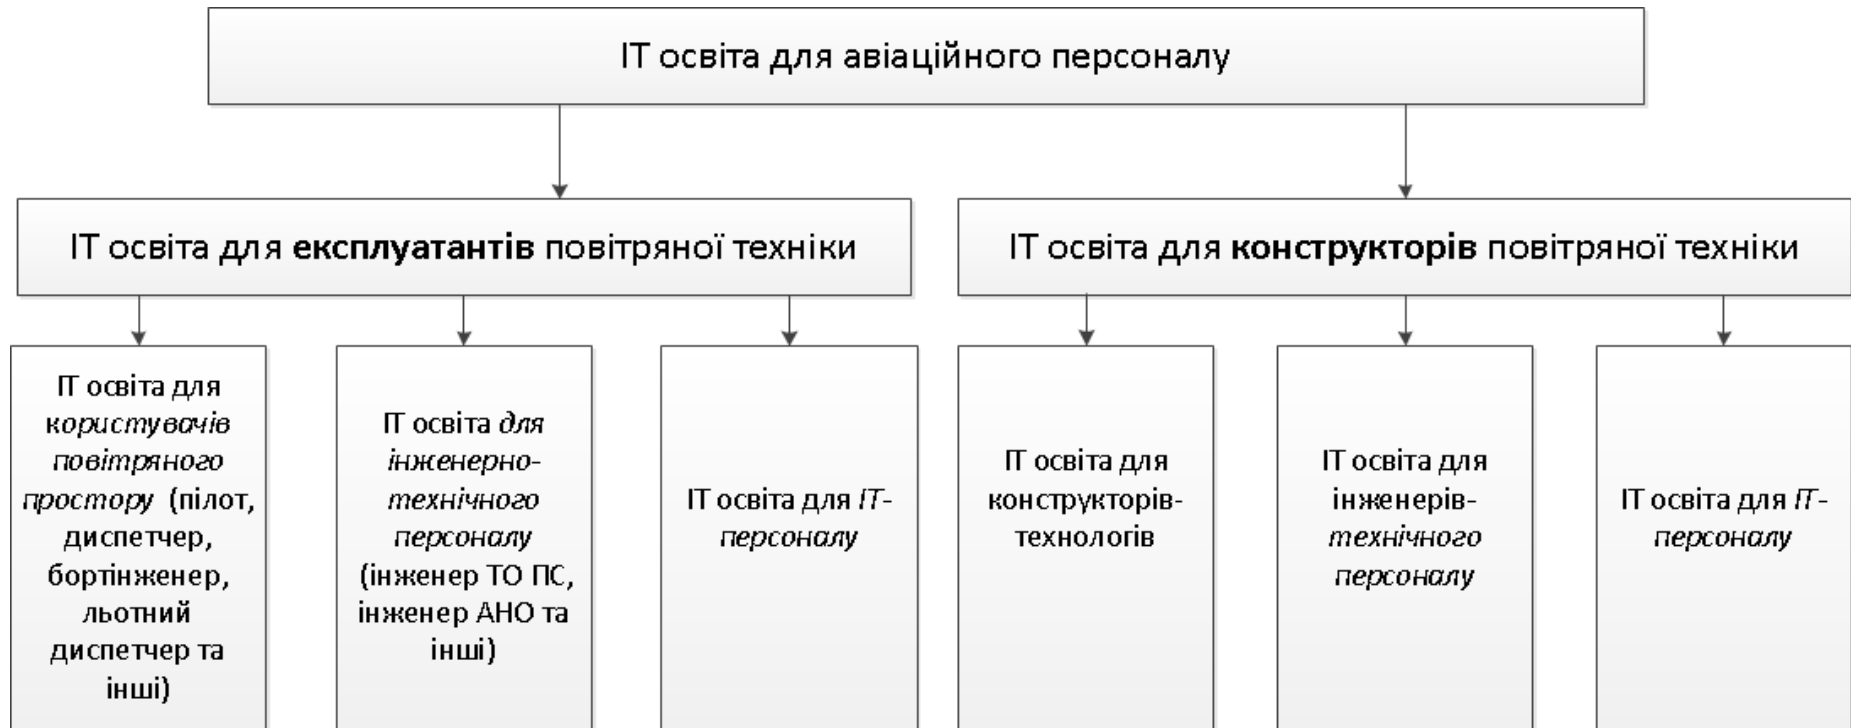 ІТ освіта для авіаційного персоналу
ІТ освіта для експлуатантів повітряної техніки
ІТ освіта для конструкторів повітряної техніки
ІТ освіта для
користувачів
повітряного
простору (пілот,
диспетчер,
бортінженер,
льотний
диспетчер та
інші)
ІТ освіта для
інженерно-
технічного
персоналу
(інженер ТО ПС,
інженер АНО та
інші)
ІТ освіта для ІТ-
персоналу
ІТ освіта для
конструкторів-
технологів
ІТ освіта для
інженерів-
технічного
персоналу
ІТ освіта для ІТ-
персоналу